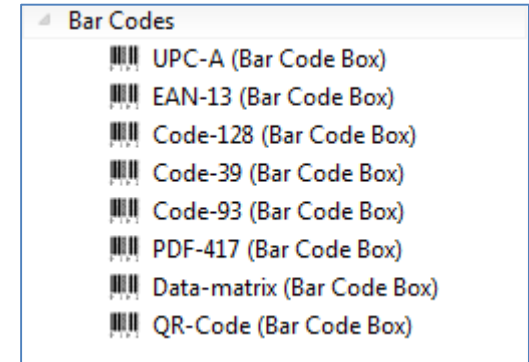 Bar Codes
UPC-A (Bar Code Box)
EAN-13 (Bar Code Box)
Code-128 (Bar Code Box)
Code-39 (Bar Code Box)
Code-93 (Bar Code Box)
PDF-417 (Bar Code Box)
Data-matrix (Bar Code Box)
QR-Code (Bar Code Box)